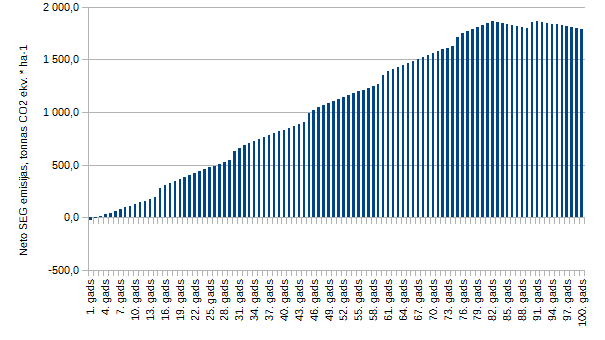 Neto SEG emisijas, tonnas CO2 ekv. * ha-1
2 000,0
1 500,0
1 000,0
500,0
0,0
-500,0
1. gads
4. gads
7. gads
10. gads
13. gads
16. gads
19. gads
22. gads
25. gads
28. gads
31. gads
34. gads
37. gads
40. gads
43. gads
46. gads
49. gads
52. gads
55. gads
58. gads
61. gads
64. gads
67. gads
70. gads
73. gads
76. gads
79. gads
82. gads
85. gads
88. gads
91. gads
94. gads
97. gads
100. gads